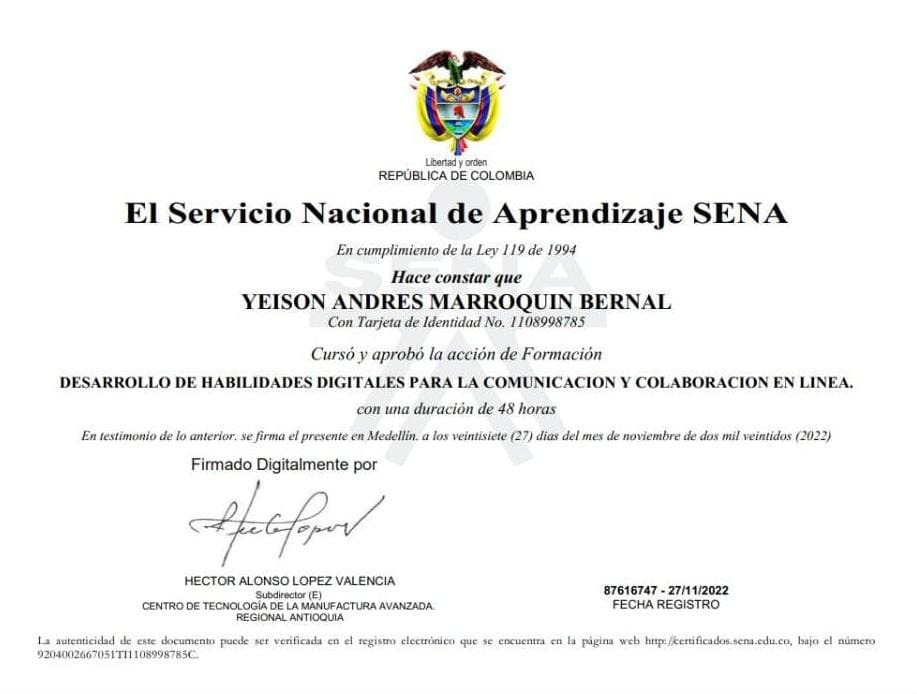 Libertad y orden
REPÚBLICA DE COLOMBIA
El Servicio Nacional de Aprendizaje SENA
En cumplimiento de la Ley 119 de 1994
SENA
Hace constar que
YEISON ANDRES MARROQUIN BERNAL
Con Tarjeta de Identidad No. 1108998785
Cursó y aprobó la acción de Formación
DESARROLLO DE HABILIDADES DIGITALES PARA LA COMUNICACION Y COLABORACION EN LINEA.
con una duración de 48 horas
En testimonio de lo anterior. se firma el presente en Medellín. a los veintisiete (27) dias del mes de noviembre de dos mil veintidos (2022)
Firmado Digitalmente por
HECTOR ALONSO LOPEZ VALENCIA
Subdirector (E)
CENTRO DE TECNOLOGÍA DE LA MANUFACTURA AVANZADA.
REGIONAL ANTIOQUIA
87616747 - 27/11/2022
FECHA REGISTRO
La autenticidad de este documento puede ser verificada en el registro electrónico que se encuentra en la página web http://certificados.sena.edu.co, bajo el número
9204002667051TI1108998785C.